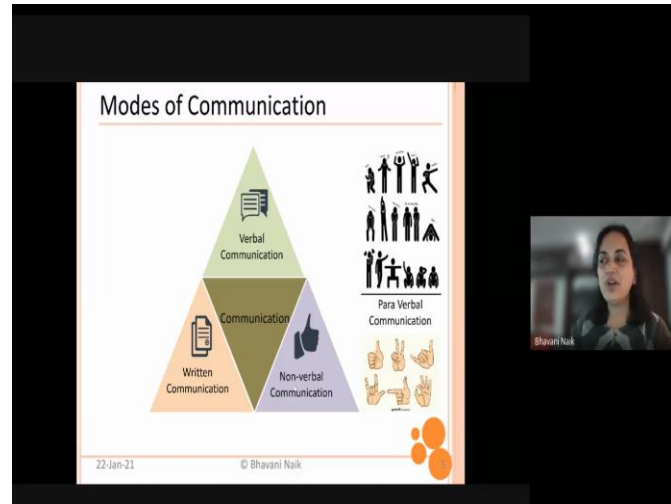 Modes of Communication
Verbal
Communication
Communication
Written
Communication
Non-verbal
Communication
Para Verbal
Communication
22-Jan-21
© Bhavani Naik
5
Bhavani Naik